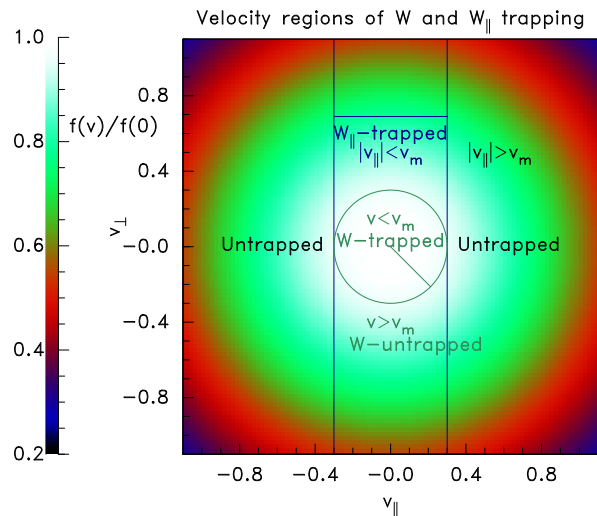 Velocity regions of W and W∥ trapping
1.0
f(v)/f(0)
0.8
0.6
0.4
0.2
0.8
0.4
−0.0
−0.4
−0.8
v⊥
W∥−trapped
|v∥|<vm
|v∥|>vm
v<vm
Untrapped
W−trapped
Untrapped
v>vm
W−untrapped
−0.8 −0.4 −0.0 0.4 0.8
v∥